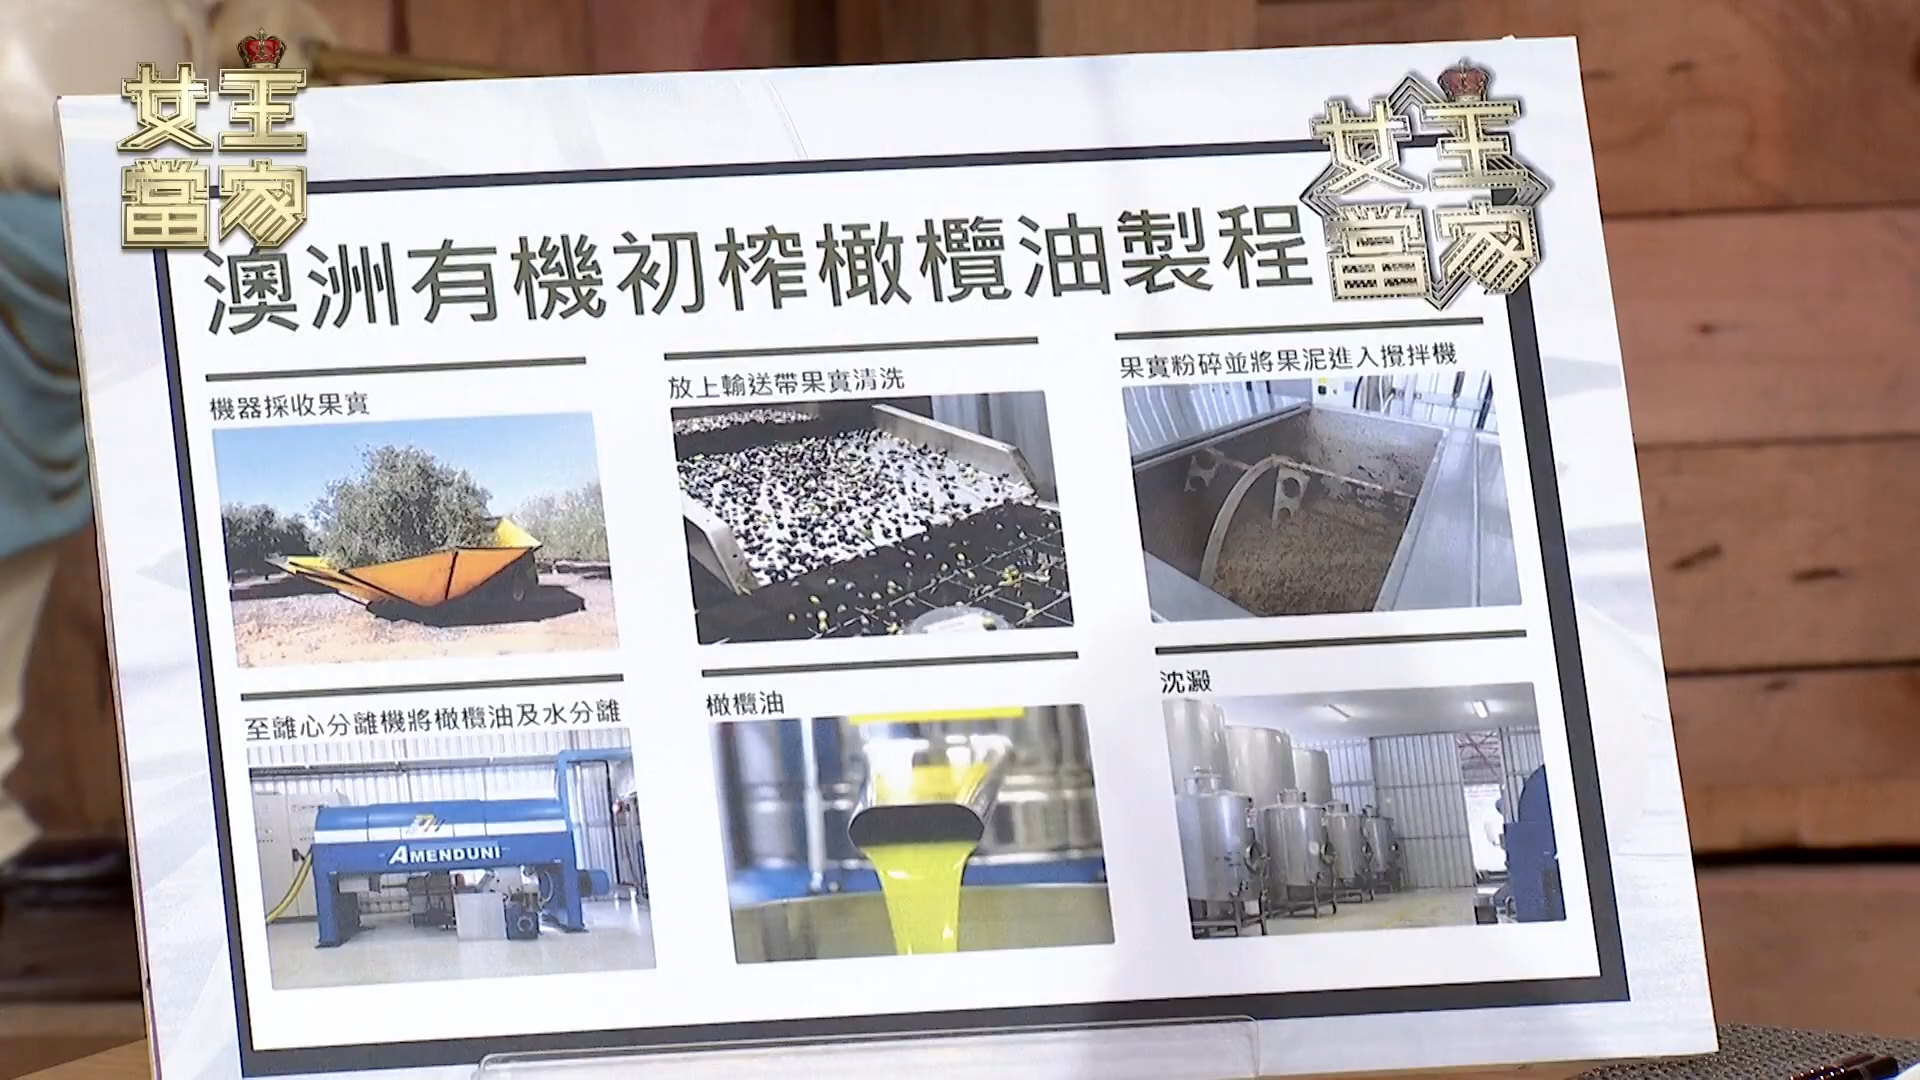 女王
當家
女王
當家
澳洲有機初榨橄欖油製程
機器採收果實
放上輸送帶果實清洗
果實粉碎並將果泥進入攪拌機
至離心分離機將橄欖油及水分離
橄欖油
沈澱
AMENDUNI